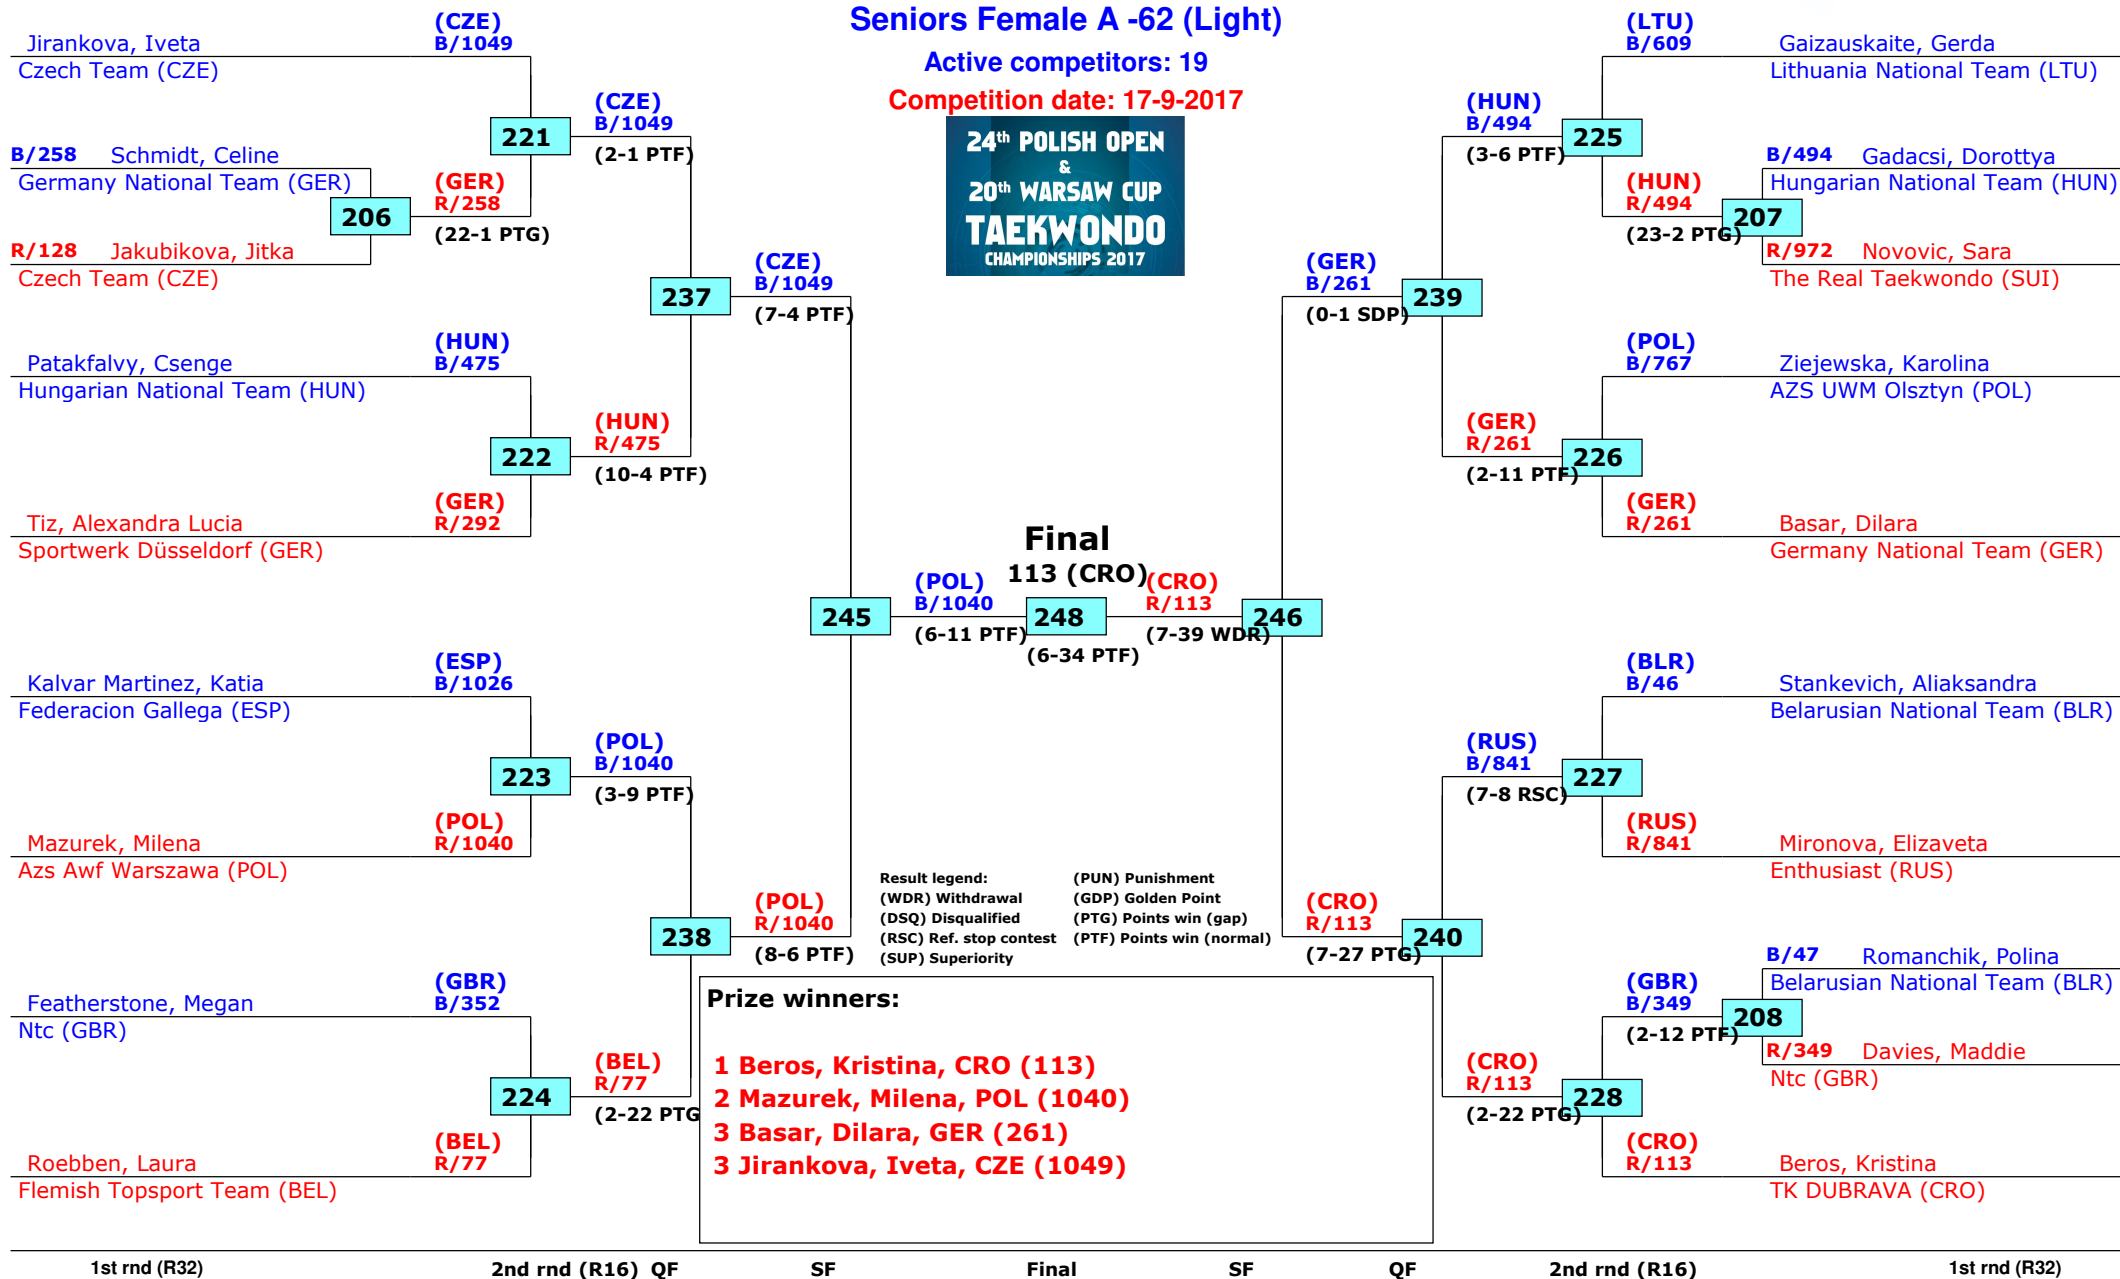 Seniors Female A -62 (Light)
Active competitors: 19
Competition date: 17-9-2017
24th POLISH OPEN
&
20th WARSAW CUP
TAEKWONDO
CHAMPIONSHIPS 2017
(CZE)
Jirankova, Iveta B/1049
Czech Team (CZE)
B/258 Schmidt, Celine
Germany National Team (GER)
206
R/128 Jakubikova, Jitka
Czech Team (CZE)
(GER)
R/258
(22-1 PTG)
221
(CZE)
B/1049
(2-1 PTF)
(HUN)
Patakfalvy, Csenge B/475
Hungarian National Team (HUN)
222
(HUN)
R/475
(10-4 PTF)
(GER)
Tiz, Alexandra Lucia R/292
Sportwerk Düsseldorf (GER)
237
(CZE)
B/1049
(7-4 PTF)
(ESP)
Kalvar Martinez, Katia B/1026
Federacion Gallega (ESP)
223
(POL)
B/1040
(3-9 PTF)
(POL)
Mazurek, Milena R/1040
Azs Awf Warszawa (POL)
238
(POL)
R/1040
(8-6 PTF)
(GBR)
Featherstone, Megan B/352
Ntc (GBR)
224
(BEL)
R/77
(2-22 PTG
(BEL)
Roebben, Laura R/77
Flemish Topsport Team (BEL)
245
(POL)
B/1040
(6-11 PTF)
Final
113 (CRO)
248
(6-34 PTF)
(CRO)
R/113
(7-39 WDR)
246
(GER)
B/261
(0-1 SDP)
239
(HUN)
B/494
(3-6 PTF)
225
(LTU)
B/609 Gaizauskaite, Gerda
Lithuania National Team (LTU)
(HUN)
R/494
(23-2 PTG)
207
B/494 Gadacsi, Dorottya
Hungarian National Team (HUN)
R/972 Novovic, Sara
The Real Taekwondo (SUI)
(GER)
R/261
(2-11 PTF)
226
(POL)
B/767 Ziejewska, Karolina
AZS UWM Olsztyn (POL)
(GER)
R/261 Basar, Dilara
Germany National Team (GER)
(CRO)
R/113
(7-27 PTG)
240
(RUS)
B/841
(7-8 RSC)
227
(BLR)
B/46 Stankevich, Aliaksandra
Belarusian National Team (BLR)
(RUS)
R/841 Mironova, Elizaveta
Enthusiast (RUS)
(CRO)
R/113
(2-22 PTG)
228
(GBR)
B/349
(2-12 PTF)
208
B/47 Romanchik, Polina
Belarusian National Team (BLR)
R/349 Davies, Maddie
Ntc (GBR)
(CRO)
R/113 Beros, Kristina
TK DUBRAVA (CRO)
Result legend: (PUN) Punishment
(WDR) Withdrawal (GDP) Golden Point
(DSQ) Disqualified (PTG) Points win (gap)
(RSC) Ref. stop contest (PTF) Points win (normal)
(SUP) Superiority
Prize winners:
1 Beros, Kristina, CRO (113)
2 Mazurek, Milena, POL (1040)
3 Basar, Dilara, GER (261)
3 Jirankova, Iveta, CZE (1049)
1st rnd (R32) 2nd rnd (R16) QF SF Final SF QF 2nd rnd (R16) 1st rnd (R32)